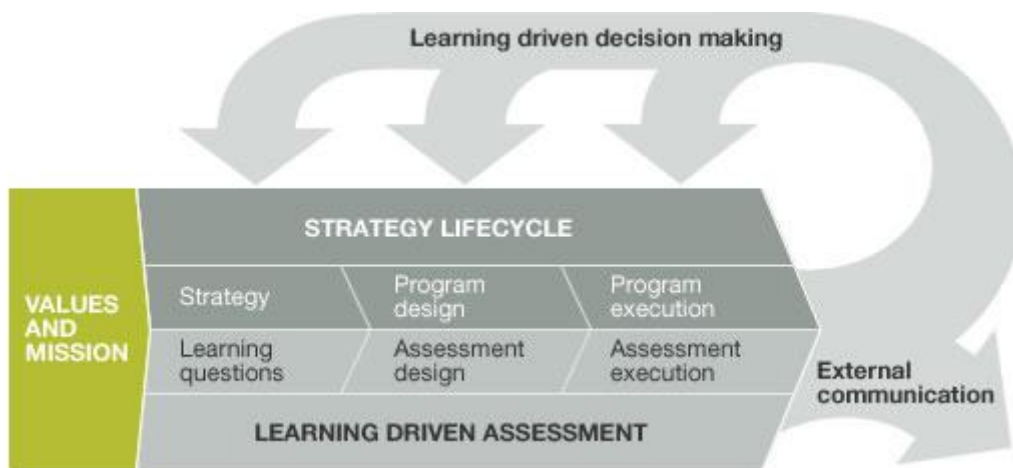 Learning driven decision making
STRATEGY LIFECYCLE
VALUES
AND
MISSION
Strategy
Program
design
Program
execution
Learning
questions
Assessment
design
Assessment
execution
External
communication
LEARNING DRIVEN ASSESSMENT